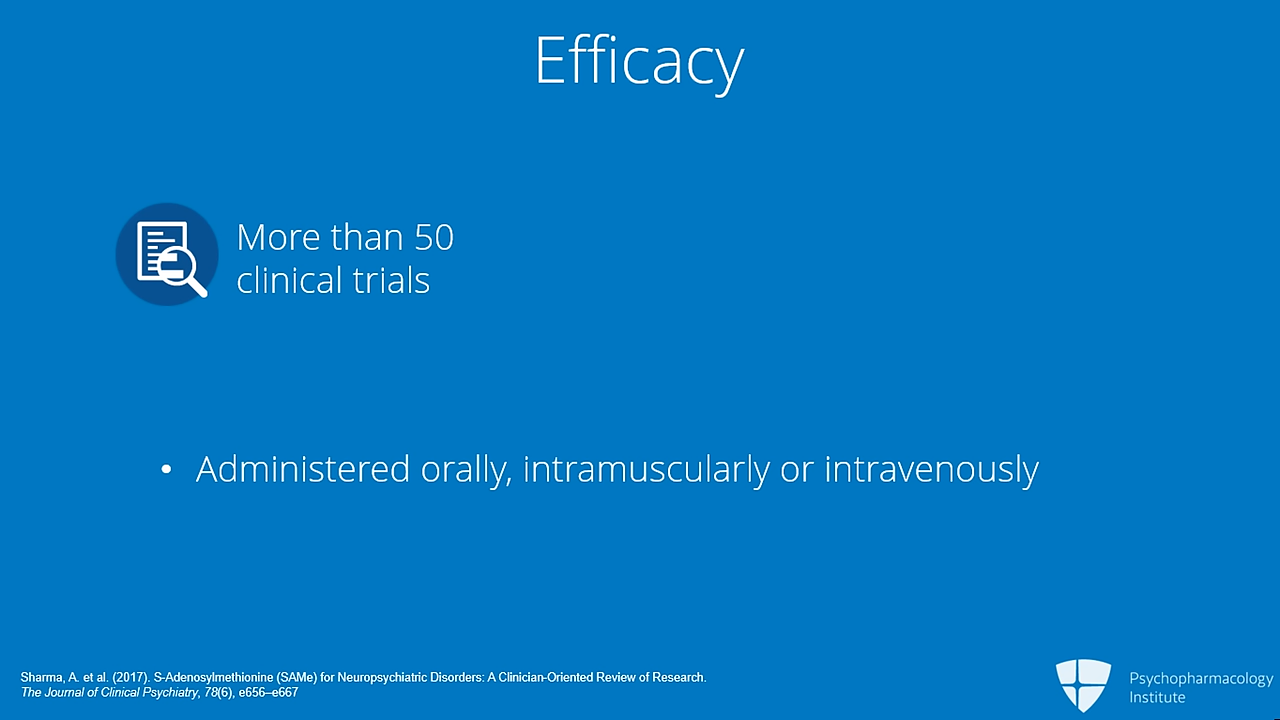 Efficacy
More than 50
clinical trials
• Administered orally, intramuscularly or intravenously
Sharma, A. et al. (2017). S-Adenosylmethionine (SAMe) for Neuropsychiatric Disorders: A Clinician-Oriented Review of Research.
The Journal of Clinical Psychiatry, 78(6), e656–e667
Psychopharmacology
Institute